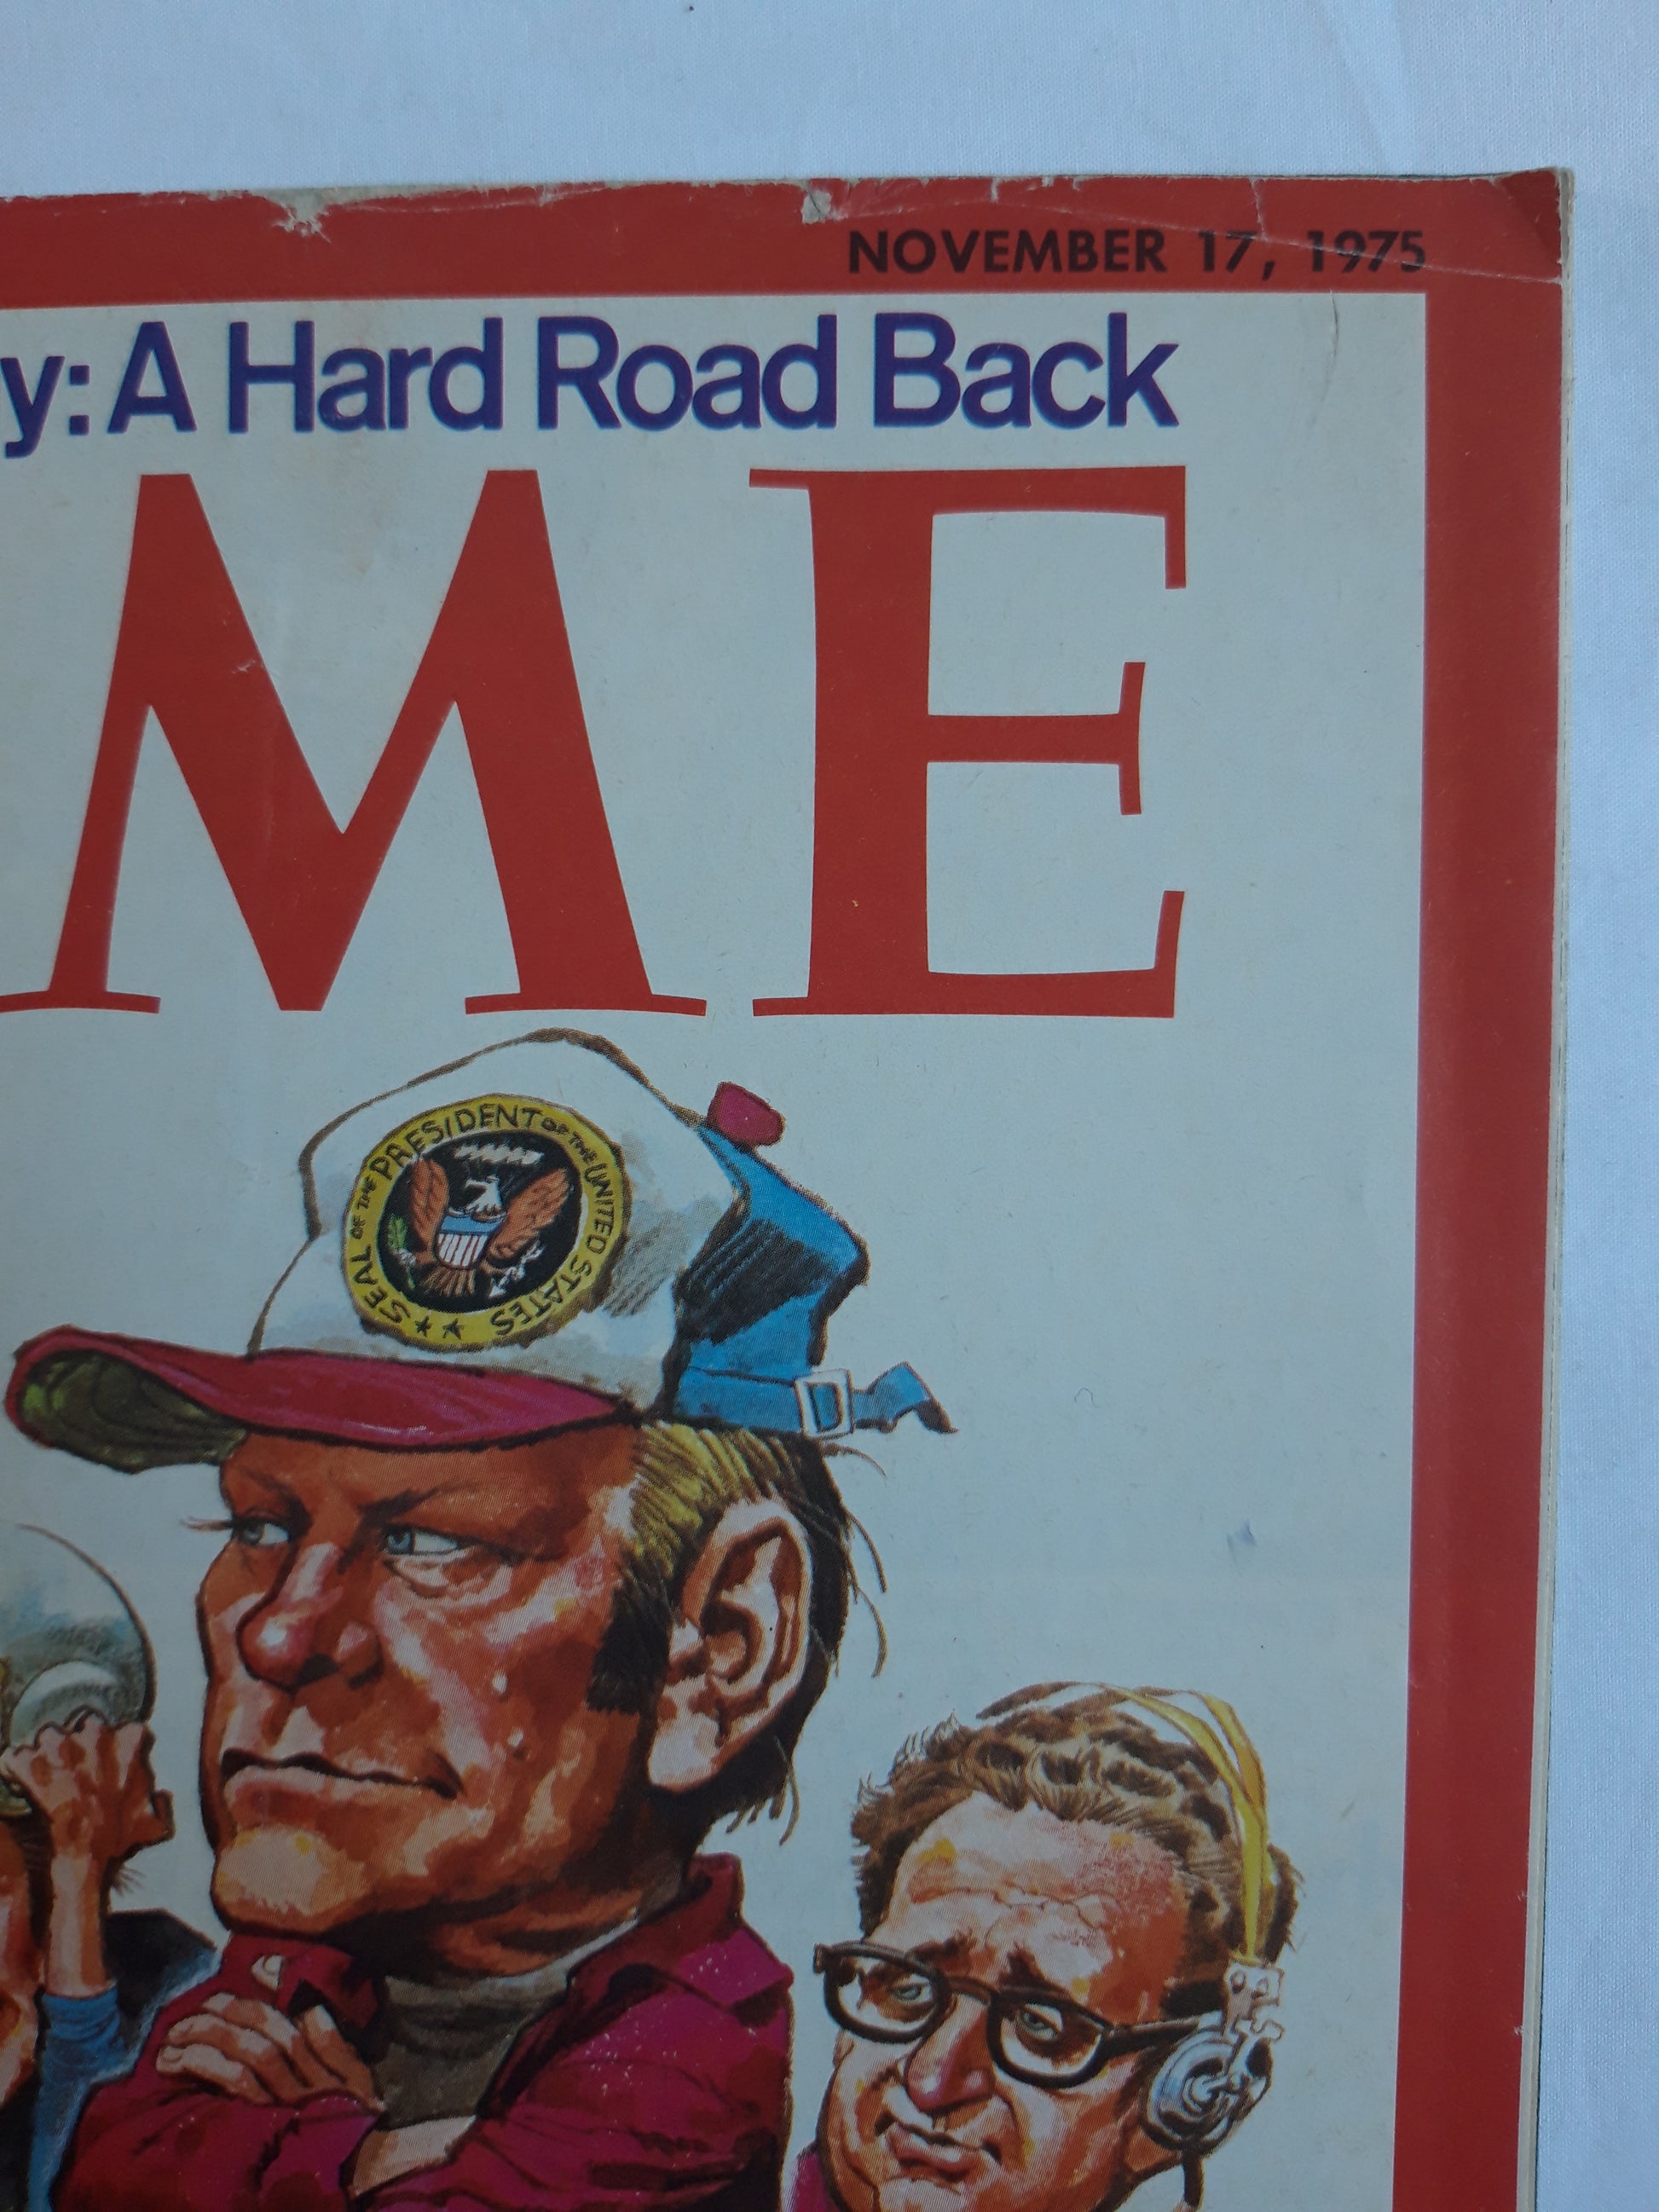 NOVEMBER 17, 1975
y: A Hard Road Back
ME
SEAL OF THE PRESIDENT OF THE UNITED STATES